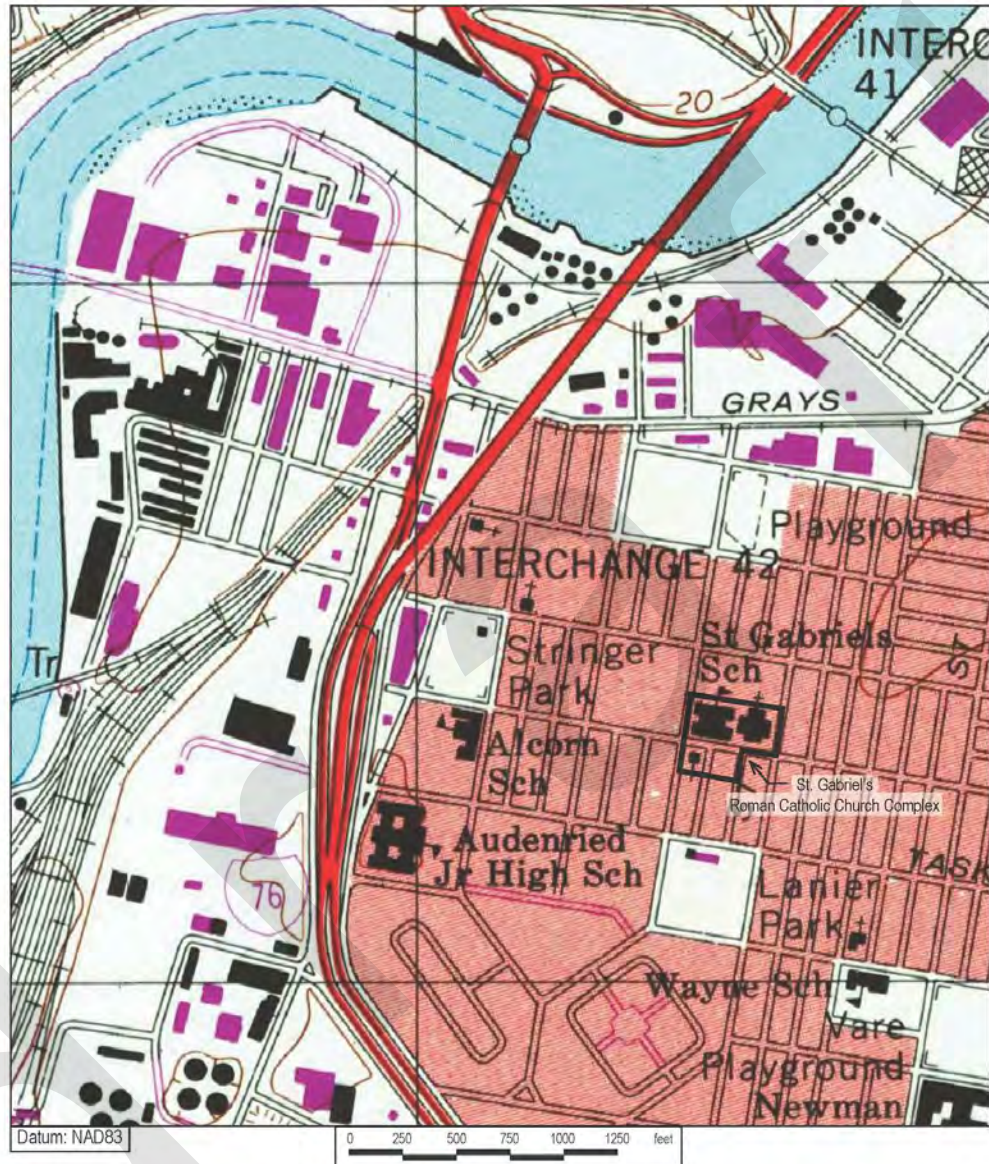 INTERC
41
20
GRAYS
Playground
INTERCHANGE 42
St Gabriels
Sch
ST
Stringer
Park
Tr
Alcorn
Sch
St. Gabriel's
Roman Catholic Church Complex
Audenried
Jr High Sch
TASK
Lanier
Park
76
Wayne Sch
Vare
Playground
Newman
Datum: NAD83
0 250 500 750 1000 1250 feet